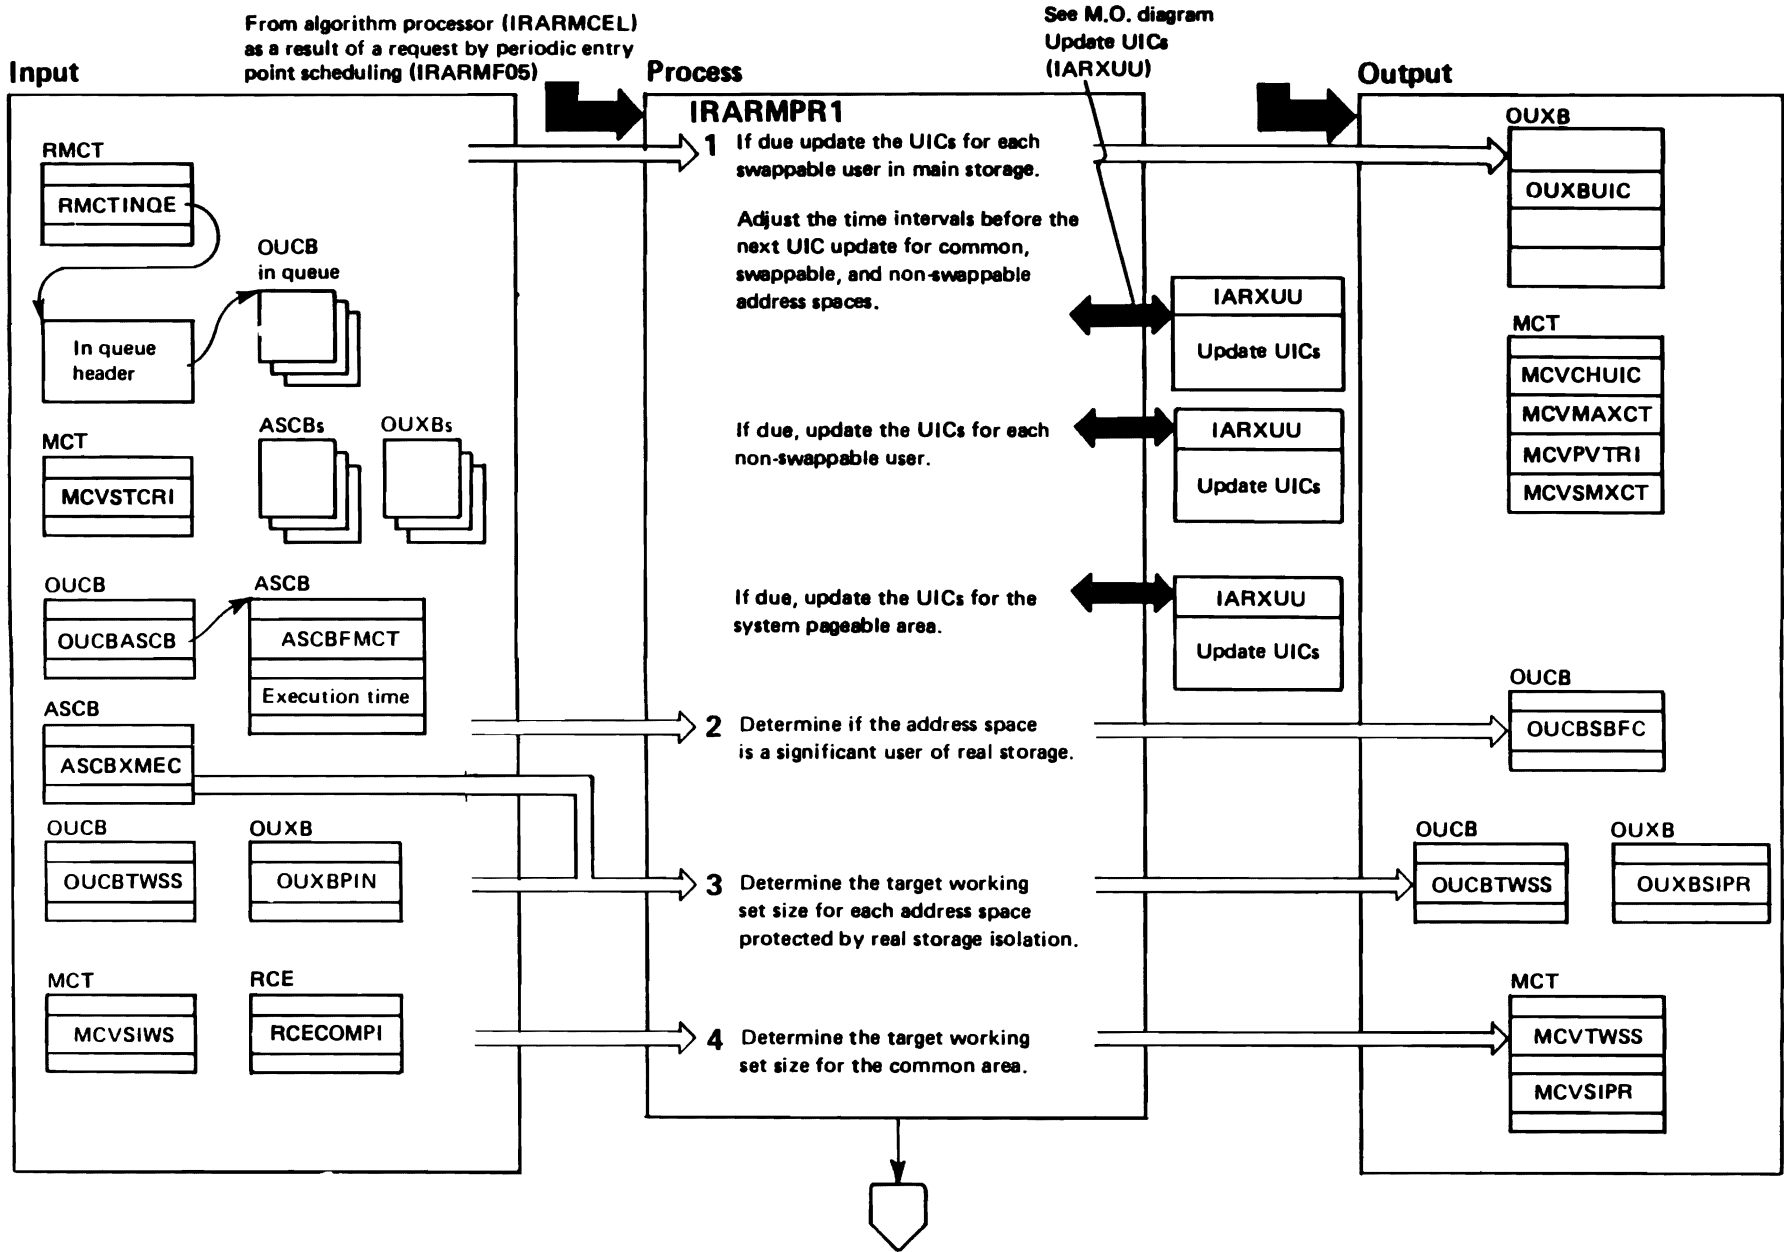 From algorithm processor (IRARMCEL)
as a result of a request by periodic entry
point scheduling (IRARMF05)
See M.O. diagram
Update UICs
(IARXUU)
Input
Process
Output
RMCT
RMCTINQE
OUCB
in queue
In queue
header
MCT
MCVSTCRI
ASCBs
OUXBs
OUCB
OUCBASCB
ASCB
ASCBFMCT
Execution time
ASCB
ASCBXMEC
OUCB
OUCBTWSS
OUXB
OUXBPIN
MCT
MCVSIWS
RCE
RCECOMPI
IRARMPR1
1 If due update the UICs for each
swappable user in main storage.
Adjust the time intervals before the
next UIC update for common,
swappable, and non-swappable
address spaces.
IARXUU
Update UICs
If due, update the UICs for each
non-swappable user.
IARXUU
Update UICs
If due, update the UICs for the
system pageable area.
IARXUU
Update UICs
2 Determine if the address space
is a significant user of real storage.
3 Determine the target working
set size for each address space
protected by real storage isolation.
4 Determine the target working
set size for the common area.
OUXB
OUXBUIC
MCT
MCVCHUIC
MCVMAXCT
MCVPVTRI
MCVSMXCT
OUCB
OUCBSBFC
OUCB
OUCBTWSS
OUXB
OUXBSIPR
MCT
MCVTWSS
MCVSIPR